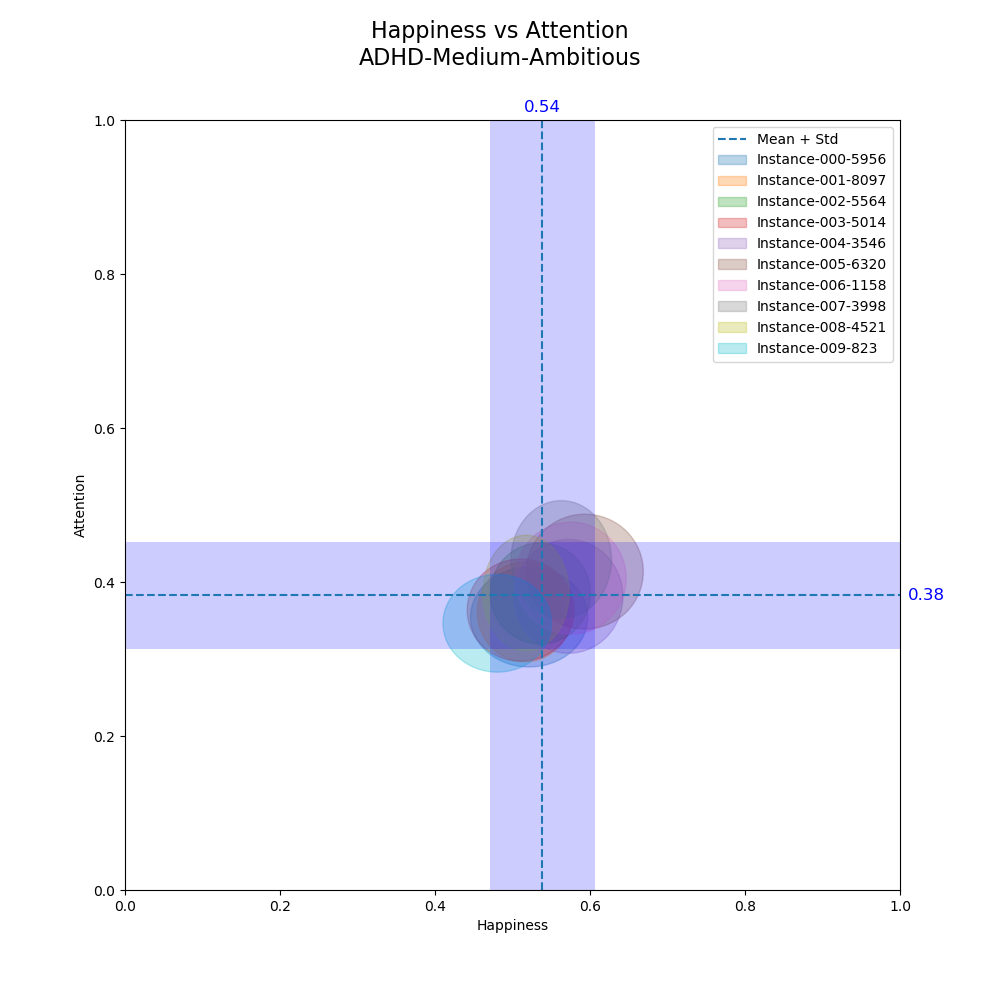 Happiness vs Attention
ADHD-Medium-Ambitious
0.54
1.0
Mean + Std
Instance-000-5956
Instance-001-8097
Instance-002-5564
Instance-003-5014
Instance-004-3546
Instance-005-6320
Instance-006-1158
Instance-007-3998
Instance-008-4521
Instance-009-823
0.8
0.6
Attention
0.4
0.38
0.2
0.0
0.0 0.2 0.4 0.6 0.8 1.0
Happiness